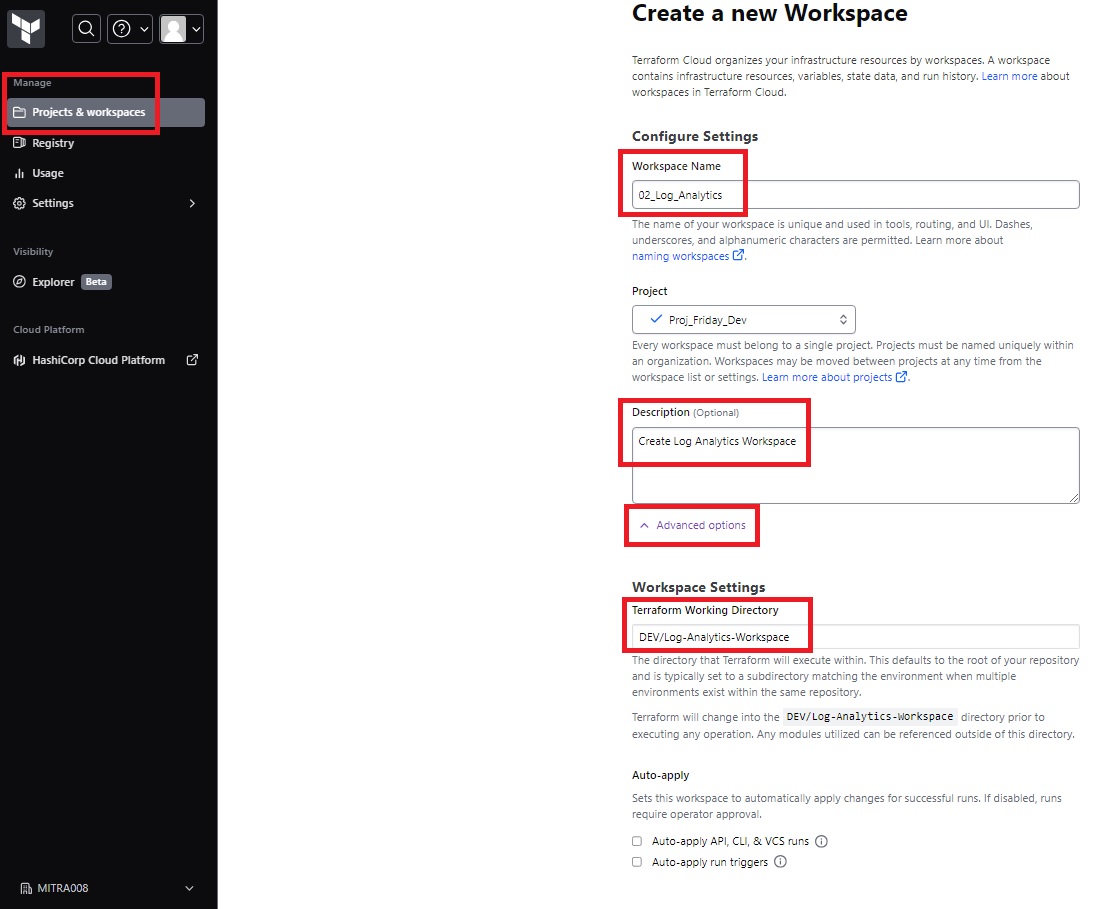 Manage
Projects & workspaces
Registry
Usage
Settings
Visibility
Explorer Beta
Cloud Platform
HashiCorp Cloud Platform
MITRA008
Create a new Workspace
Terraform Cloud organizes your infrastructure resources by workspaces. A workspace
contains infrastructure resources, variables, state data, and run history. Learn more about
workspaces in Terraform Cloud.
Configure Settings
Workspace Name
02_Log_Analytics
The name of your workspace is unique and used in tools, routing, and UI. Dashes,
underscores, and alphanumeric characters are permitted. Learn more about
naming workspaces.
Project
Proj_Friday_Dev
Every workspace must belong to a single project. Projects must be named uniquely within
an organization. Workspaces may be moved between projects at any time from the
workspace list or settings. Learn more about projects.
Description (Optional)
Create Log Analytics Workspace
Advanced options
Workspace Settings
Terraform Working Directory
DEV/Log-Analytics-Workspace
The directory that Terraform will execute within. This defaults to the root of your repository
and is typically set to a subdirectory matching the environment when multiple
environments exist within the same repository.
Terraform will change into the DEV/Log-Analytics-Workspace directory prior to
executing any operation. Any modules utilized can be referenced outside of this directory.
Auto-apply
Sets this workspace to automatically apply changes for successful runs. If disabled, runs
require operator approval.
Auto-apply API, CLI, & VCS runs
Auto-apply run triggers